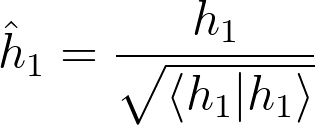 ĥ₁ = h₁ / √⟨h₁|h₁⟩